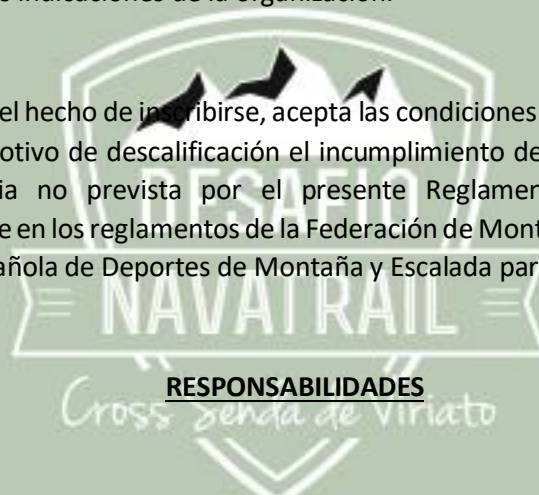 s indicaciones de la organización.
el hecho de inscribirse, acepta las condiciones
otivo de descalificación el incumplimiento de
ia no prevista por el presente Reglamen
e en los reglamentos de la Federación de Mont
añola de Deportes de Montaña y Escalada par
DESAFÍO
NAVATRAIL
RESPONSABILIDADES
Cross Senda de Viriato